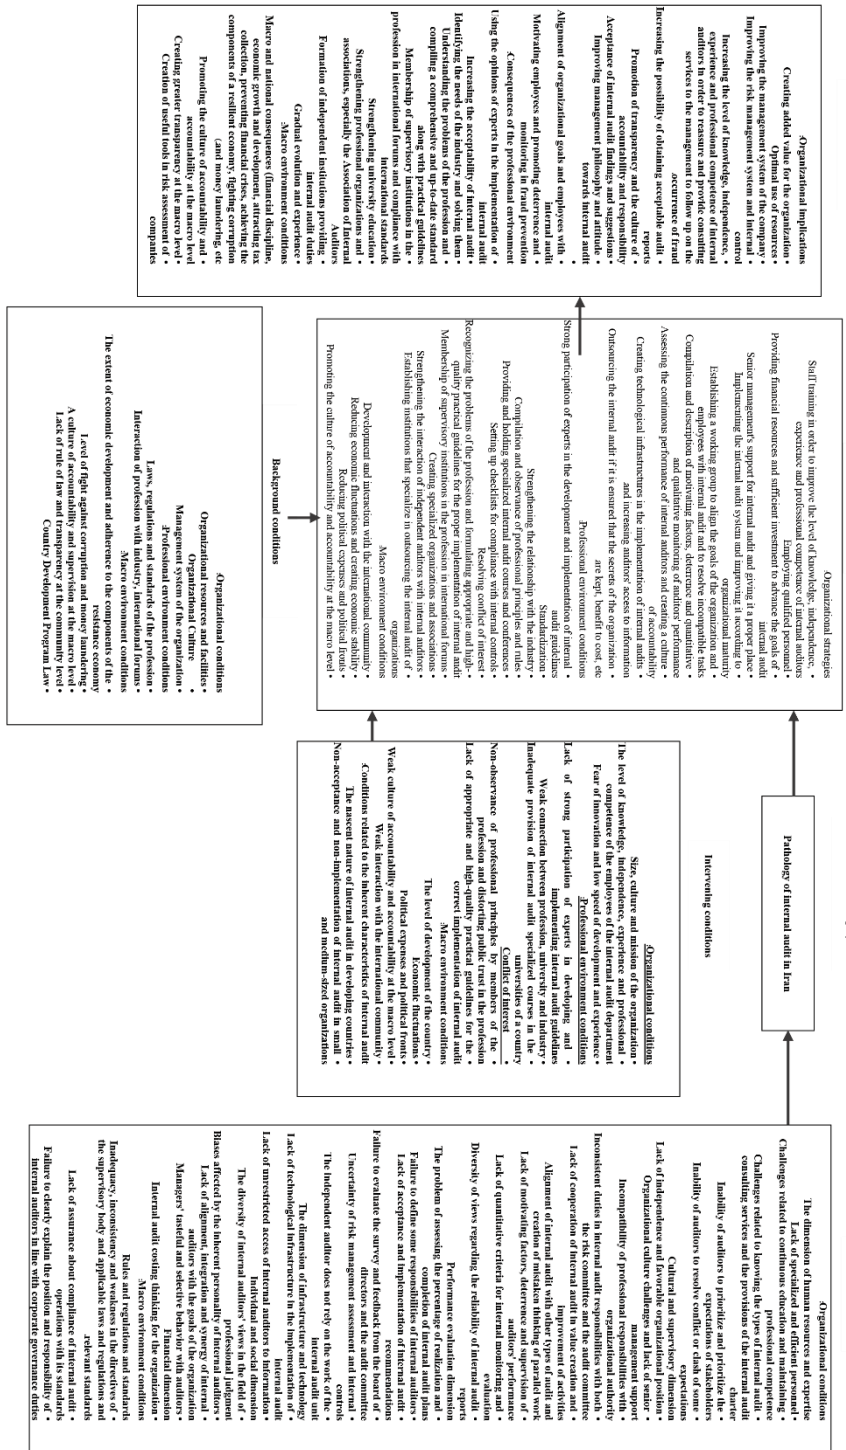 :Organizational implications
Creating added value for the organization •
Optimal use of resources •
Improving the management system of the company •
Improving the risk management system and internal •
control
Increasing the level of knowledge, independence, •
experience and professional competence of internal
auditors in order to reassure and provide consulting
services to the management to follow up on the
occurrence of fraud
Increasing the possibility of obtaining acceptable audit •
reports
Promotion of transparency and the culture of •
accountability and responsibility
Acceptance of internal audit findings and suggestions •
Improving management philosophy and attitude •
towards internal audit
•
Alignment of organizational goals and employees with •
internal audit
Motivating employees and promoting deterrence and •
monitoring in fraud prevention
:Consequences of the professional environment
Using the opinions of experts in the implementation of •
internal audit
Increasing the acceptability of internal audit •
Identifying the needs of the industry and solving them •
Understanding the problems of the profession and •
compiling a comprehensive and up-to-date standard
along with practical guidelines
Membership of supervisory institutions in the •
profession in international forums and compliance with
international standards
Strengthening university education •
Strengthening professional organizations and •
associations, especially the Association of Internal
Auditors
Formation of independent institutions providing •
internal audit duties
Gradual evolution and experience •
:Macro environment conditions
Macro and national consequences (financial discipline, •
economic growth and development, attracting tax
collection, preventing financial crises, achieving the
components of a resilient economy, fighting corruption
(and money laundering, etc
Promoting the culture of accountability and •
accountability at the macro level
Creating greater transparency at the macro level •
Creation of useful tools in risk assessment of •
companies
:Organizational strategies
Staff training in order to improve the level of knowledge, independence, •
experience and professional competence of internal auditors
Employing qualified personnel •
Providing financial resources and sufficient investment to advance the goals of •
internal audit
Senior management's support for internal audit and giving it a proper place •
Implementing the internal audit system and improving it according to •
organizational maturity
Establishing a working group to align the goals of the organization and •
employees with internal audit and to resolve incompatible tasks
Compilation and description of motivating factors, deterrence and quantitative •
and qualitative monitoring of auditors' performance
Assessing the continuous performance of internal auditors and creating a culture •
of accountability
Creating technological infrastructures in the implementation of internal audits •
and increasing auditors' access to information
Outsourcing the internal audit if it is ensured that the secrets of the organization •
are kept, benefit to cost, etc
:Professional environment conditions
Strong participation of experts in the development and implementation of internal •
audit guidelines
Standardization •
Strengthening the relationship with the industry •
Compilation and observance of professional principles and rules •
Providing and holding specialized internal audit courses and conferences •
Setting up checklists for compliance with internal controls •
Resolving conflict of interest •
Recognizing the problems of the profession and formulating appropriate and high- •
quality practical guidelines for the proper implementation of internal audit
Membership of supervisory institutions in the profession in international forums •
Creating specialized organizations and associations •
Strengthening the interaction of independent auditors with internal auditors •
Establishing institutions that specialize in outsourcing the internal audit of •
organizations
:Macro environment conditions
Development and interaction with the international community •
Reducing economic fluctuations and creating economic stability •
Reducing political expenses and political fronts •
Promoting the culture of accountability and accountability at the macro level •
Background conditions
:Organizational conditions
Organizational resources and facilities •
Organizational Culture •
Management system of the organization •
:Professional environment conditions
Laws, regulations and standards of the profession •
Interaction of profession with industry, international forums •
:Macro environment conditions
The extent of economic development and adherence to the components of the •
resistance economy
Level of fight against corruption and money laundering •
A culture of accountability and supervision at the macro level •
Lack of rule of law and transparency at the community level •
Country Development Program Law •
Pathology of internal audit in Iran
Intervening conditions
:Organizational conditions
Size, culture and mission of the organization •
The level of knowledge, independence, experience and professional •
competence of the employees of the internal audit department
Fear of innovation and low speed of development and experience •
:Professional environment conditions
Lack of strong participation of experts in developing and •
implementing internal audit guidelines
Weak connection between profession, university and industry •
Inadequate provision of internal audit specialized courses in the •
universities of a country
Conflict of interest •
Non-observance of professional principles by members of the •
profession and distorting public trust in the profession
Lack of appropriate and high-quality practical guidelines for the •
correct implementation of internal audit
:Macro environment conditions
The level of development of the country •
Economic fluctuations •
Political expenses and political fronts •
Weak culture of accountability and accountability at the macro level •
Weak interaction with the international community •
:Conditions related to the inherent characteristics of internal audit
The nascent nature of internal audit in developing countries •
Non-acceptance and non-implementation of internal audit in small •
and medium-sized organizations
:Organizational conditions
The dimension of human resources and expertise
Lack of specialized and efficient personnel •
Challenges related to continuous education and maintaining •
professional competence
Challenges related to knowing the types of internal audit •
consulting services and the provisions of the internal audit
charter
Inability of auditors to prioritize and prioritize the •
expectations of stakeholders
Inability of auditors to resolve conflict or clash of some •
expectations
Cultural and supervisory dimension
Lack of independence and favorable organizational position •
Organizational culture challenges and lack of senior •
management support
Incompatibility of professional responsibilities with •
organizational authority
Inconsistent duties in internal audit responsibilities with both •
the risk committee and the audit committee
Lack of cooperation of internal audit in value creation and •
improvement of activities
Alignment of internal audit with other types of audit and •
creation of mistaken thinking of parallel work
Lack of motivating factors, deterrence and supervision of •
auditors' performance
Lack of quantitative criteria for internal monitoring and •
evaluation
Diversity of views regarding the reliability of internal audit •
reports
Performance evaluation dimension
The problem of assessing the percentage of realization and •
completion of internal audit plans
Failure to define some responsibilities of internal auditors •
Lack of acceptance and implementation of internal audit •
recommendations
Failure to evaluate the survey and feedback from the board of •
directors and the audit committee
Uncertainty of risk management assessment and internal •
controls
The independent auditor does not rely on the work of the •
internal audit unit
The dimension of infrastructure and technology
Lack of technological infrastructure in the implementation of •
internal audit
Lack of unrestricted access of internal auditors to information •
Individual and social dimension
The diversity of internal auditors' views in the field of •
professional judgment
Biases affected by the inherent personality of internal auditors •
Lack of alignment, integration and synergy of internal •
auditors with the goals of the organization
Managers' tasteful and selective behavior with auditors •
Financial dimension
Internal audit costing thinking for the organization •
:Macro environment conditions
Rules and regulations and standards
Inadequacy, inconsistency and weakness in the directives of •
the supervisory body and applicable laws and regulations and
.relevant standards
Lack of assurance about compliance of internal audit •
operations with its standards
Failure to clearly explain the position and responsibility of •
internal auditors in line with corporate governance duties